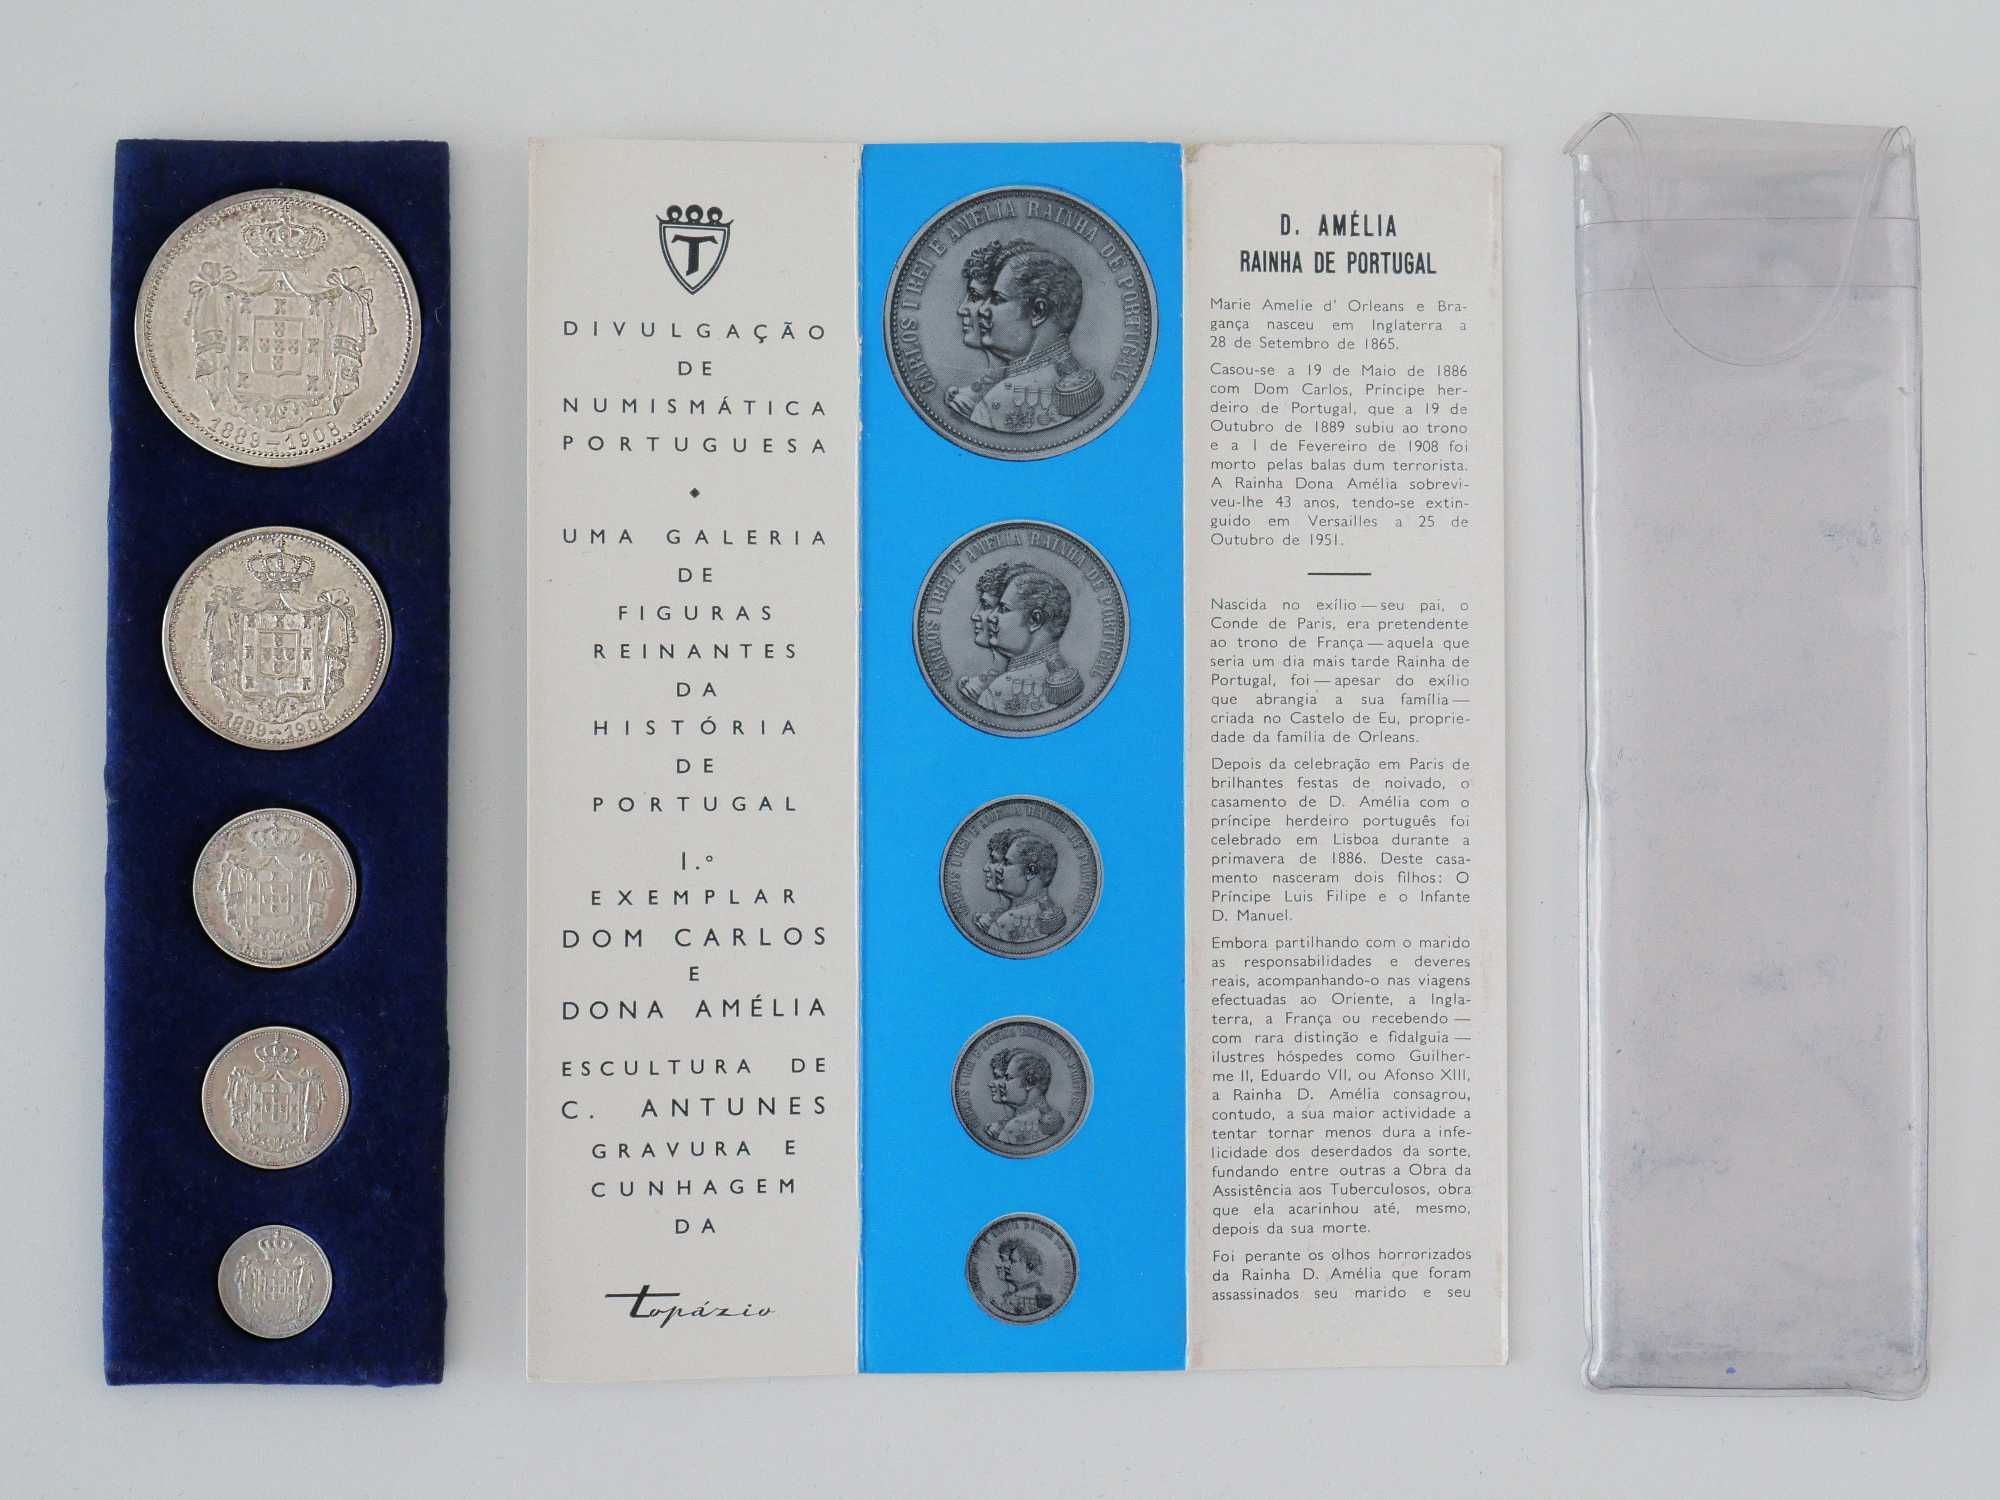 1889-1908
1889-1908
T
DIVULGAÇÃO
DE
NUMISMÁTICA
PORTUGUESA
UMA GALERIA
DE
FIGURAS
REINANTES
DA
HISTÓRIA
DE
PORTUGAL
1.º
EXEMPLAR
DOM CARLOS
E
DONA AMÉLIA
ESCULTURA DE
C. ANTUNES
GRAVURA E
CUNHAGEM
DA
topázio
CARLOS I REI E AMELIA RAINHA DE PORTUGAL
CARLOS I REI E AMELIA RAINHA DE PORTUGAL
CARLOS I REI E AMELIA RAINHA DE PORTUGAL
D. AMÉLIA
RAINHA DE PORTUGAL
Marie Amelie d' Orleans e Bra-
gança nasceu em Inglaterra a
28 de Setembro de 1865.
Casou-se a 19 de Maio de 1886
com Dom Carlos, Príncipe her-
deiro de Portugal, que a 19 de
Outubro de 1889 subiu ao trono
e a 1 de Fevereiro de 1908 foi
morto pelas balas dum terrorista.
A Rainha Dona Amélia sobrevi-
veu-lhe 43 anos, tendo-se extin-
guido em Versailles a 25 de
Outubro de 1951.
Nascida no exílio — seu pai, o
Conde de Paris, era pretendente
ao trono de França — aquela que
seria um dia mais tarde Rainha de
Portugal, foi — apesar do exílio
que abrangia a sua família —
criada no Castelo de Eu, proprie-
dade da família de Orleans.
Depois da celebração em Paris de
brilhantes festas de noivado, o
casamento de D. Amélia com o
príncipe herdeiro português foi
celebrado em Lisboa durante a
primavera de 1886. Deste casa-
mento nasceram dois filhos: O
Príncipe Luis Filipe e o Infante
D. Manuel.
Embora partilhando com o marido
as responsabilidades e deveres
reais, acompanhando-o nas viagens
efectuadas ao Oriente, a Ingla-
terra, a França ou recebendo —
com rara distinção e fidalguia —
ilustres hóspedes como Guilher-
me II, Eduardo VII, ou Afonso XIII,
a Rainha D. Amélia consagrou,
contudo, a sua maior actividade a
tentar tornar menos dura a infe-
licidade dos deserdados da sorte,
fundando entre outras a Obra da
Assistência aos Tuberculosos, obra
que ela acarinhou até, mesmo,
depois da sua morte.
Foi perante os olhos horrorizados
da Rainha D. Amélia que foram
assassinados seu marido e seu